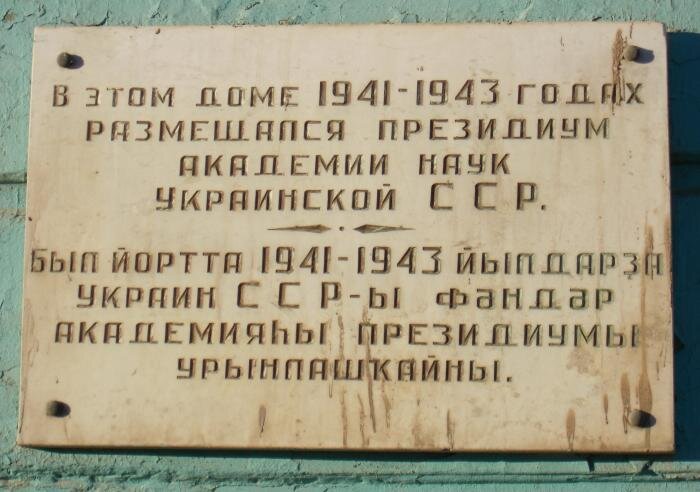 В ЭТОМ ДОМЕ 1941-1943 ГОДАХ
РАЗМЕЩАЛСЯ ПРЕЗИДИУМ
АКАДЕМИИ НАУК
УКРАИНСКОЙ ССР.
БЫЛ ЙОРТТА 1941-1943 ЙЫЛДАРҘА
УКРАИН ССР-Ы ФӘНДӘР
АКАДЕМИЯҺЫ ПРЕЗИДИУМЫ
УРЫНЛАШКАЙНЫ.